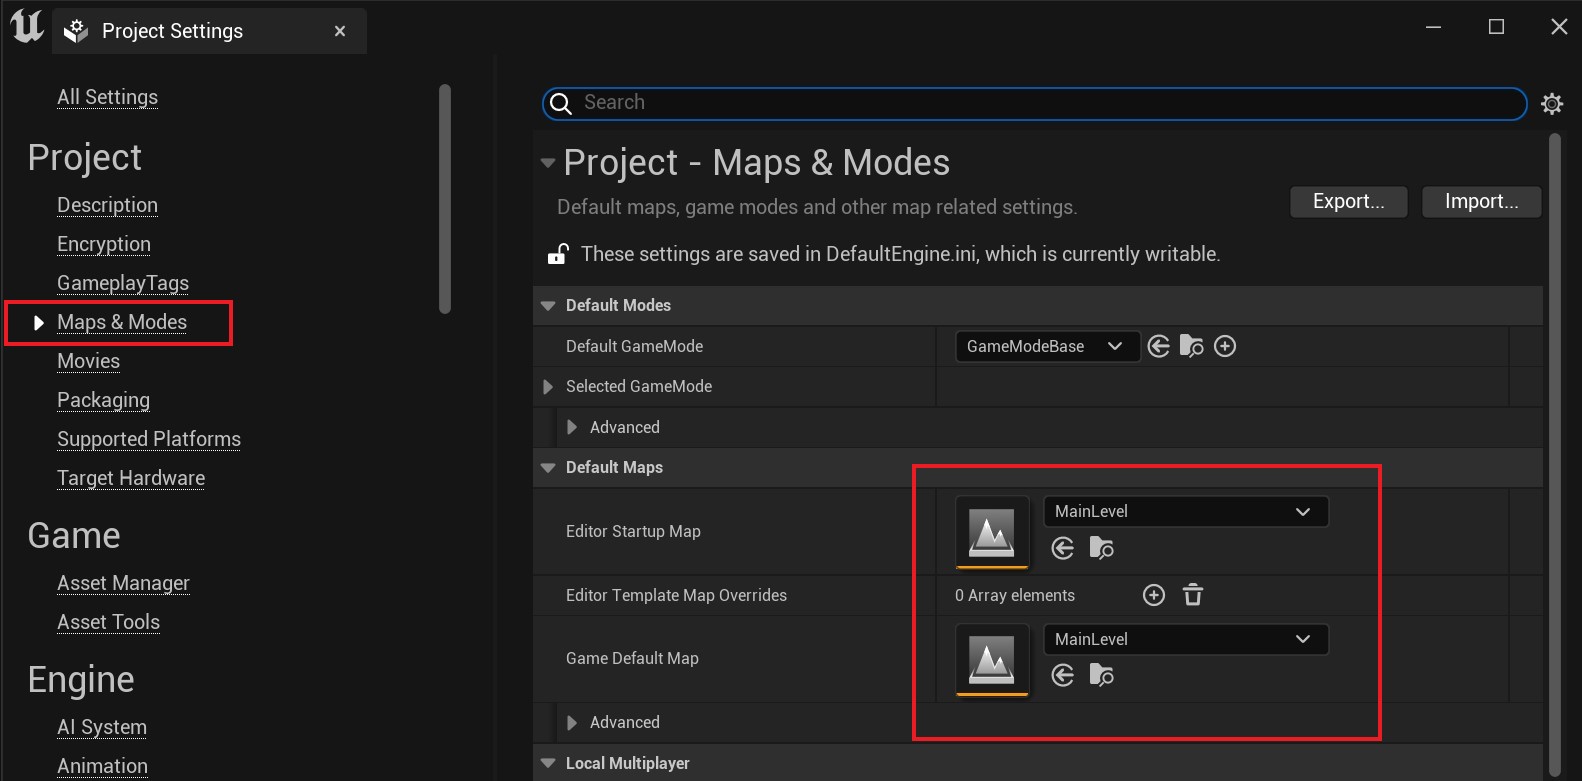 Project Settings
All Settings
Project
Description
Encryption
GameplayTags
Maps & Modes
Movies
Packaging
Supported Platforms
Target Hardware
Game
Asset Manager
Asset Tools
Engine
AI System
Animation
Search
Project - Maps & Modes
Default maps, game modes and other map related settings.
Export...
Import...
These settings are saved in DefaultEngine.ini, which is currently writable.
Default Modes
Default GameMode
GameModeBase
Selected GameMode
Advanced
Default Maps
Editor Startup Map
MainLevel
Editor Template Map Overrides
0 Array elements
Game Default Map
MainLevel
Advanced
Local Multiplayer